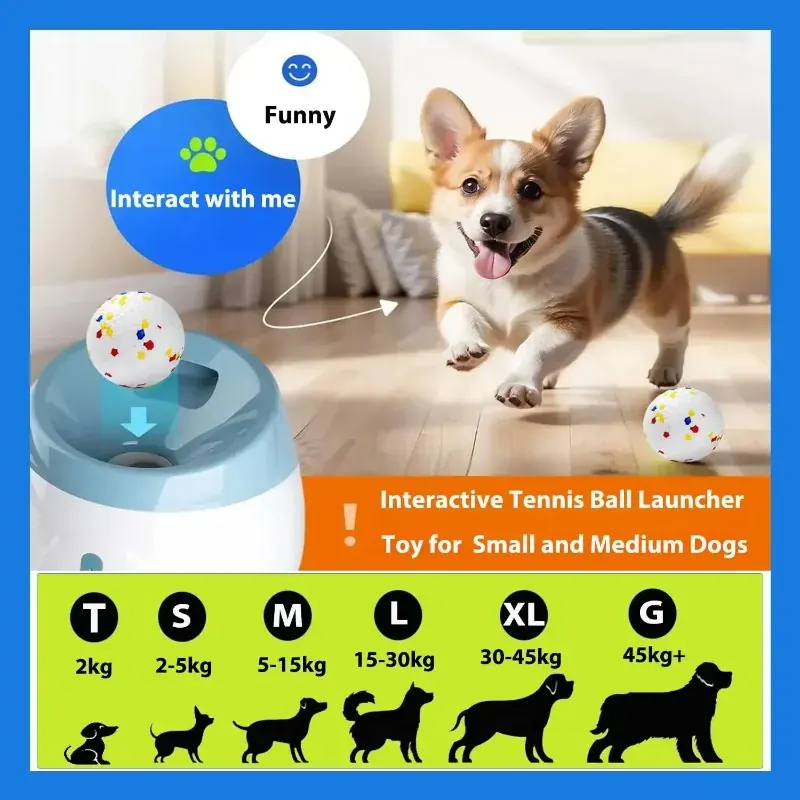 Funny
Interact with me
! Interactive Tennis Ball Launcher
Toy for Small and Medium Dogs
T S M L XL G
2kg 2-5kg 5-15kg 15-30kg 30-45kg 45kg+